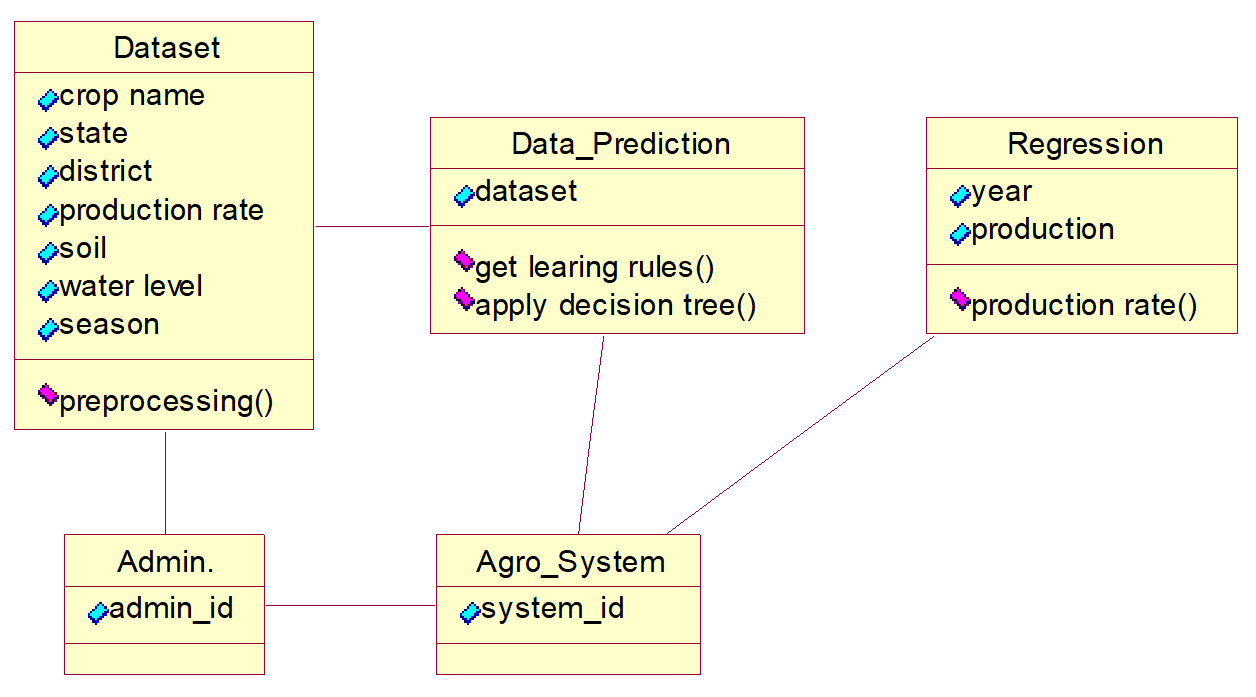 Dataset
crop name
state
district
production rate
soil
water level
season
preprocessing()
Data_Prediction
dataset
get learing rules()
apply decision tree()
Regression
year
production
production rate()
Admin.
admin_id
Agro_System
system_id